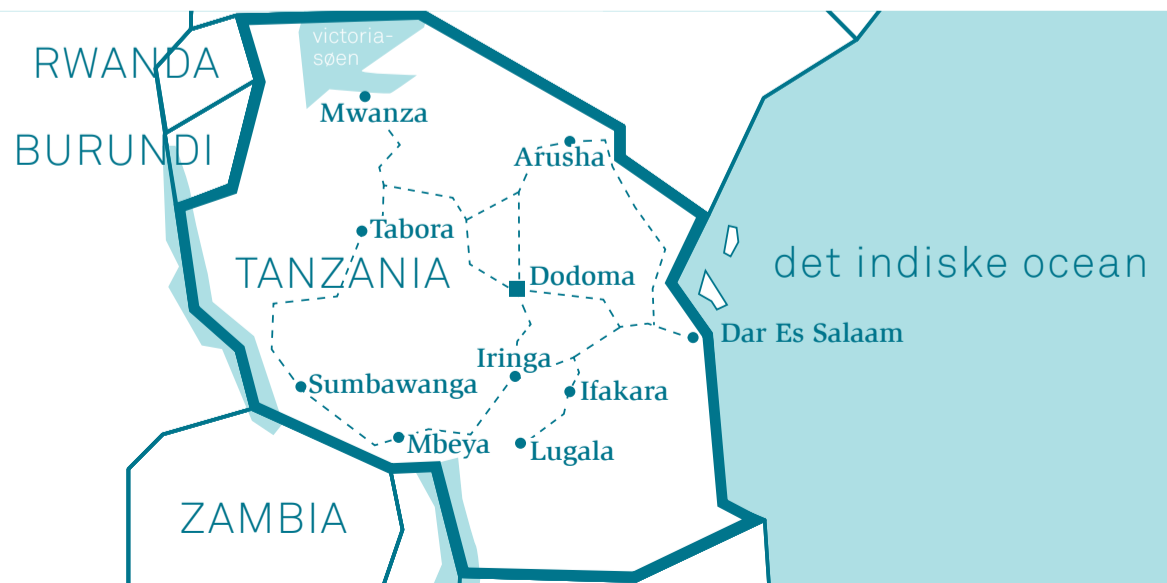 victoria-
søen
RWANDA
Mwanza
BURUNDI
Arusha
Tabora
TANZANIA
Dodoma
det indiske ocean
Dar Es Salaam
Iringa
Sumbawanga
Ifakara
Mbeya
Lugala
ZAMBIA